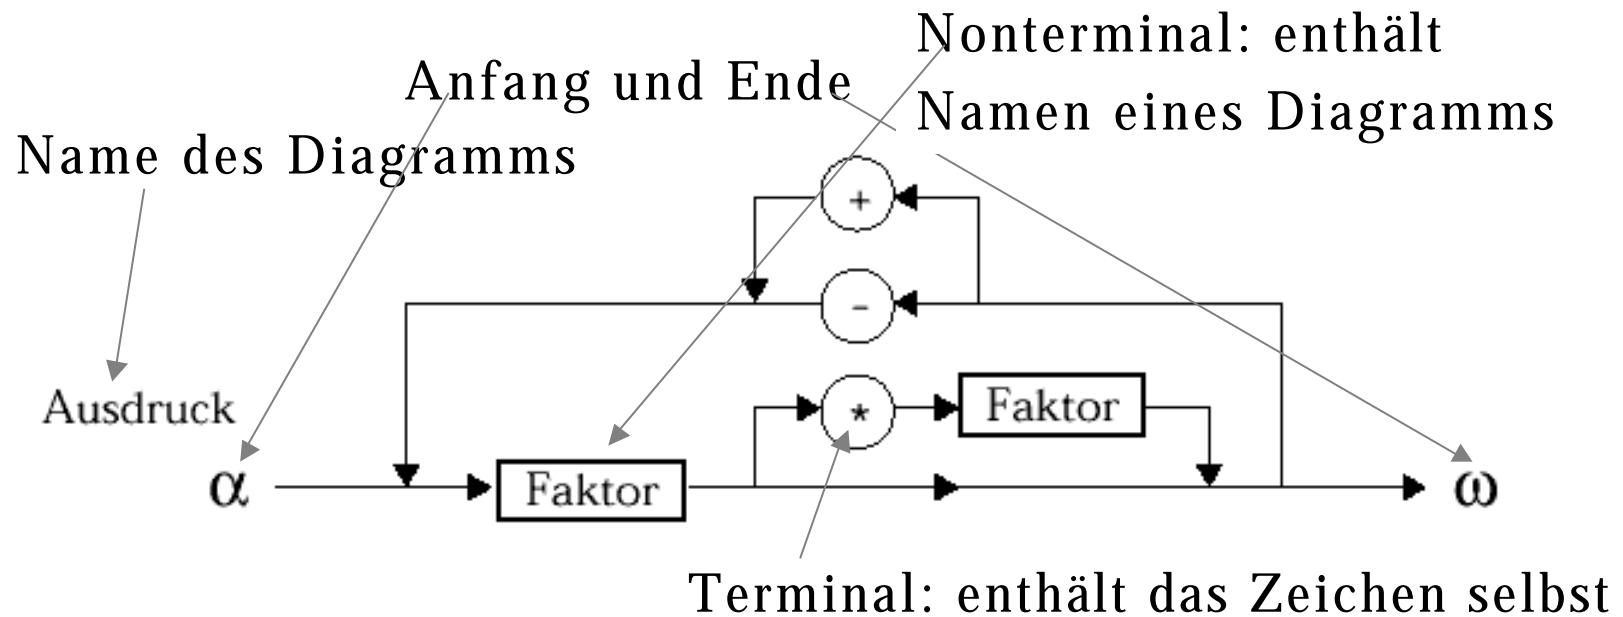 Nonterminal: enthält
Namen eines Diagramms
Anfang und Ende
Name des Diagramms
+
-
Ausdruck
* Faktor
α Faktor ω
Terminal: enthält das Zeichen selbst